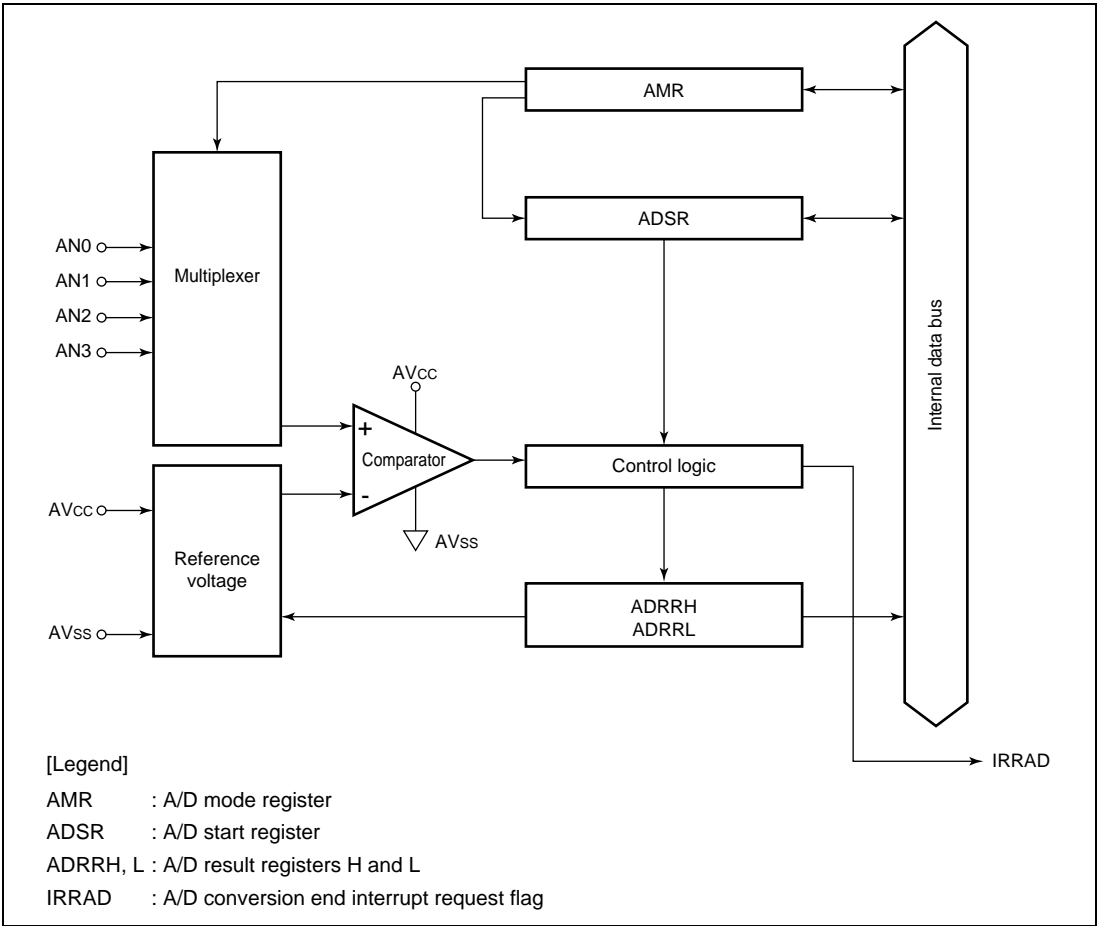 AMR
ADSR
AN0
AN1
AN2
AN3
Multiplexer
Internal data bus
AVCC
+
Comparator
-
AVSS
Control logic
AVCC
Reference
voltage
AVSS
ADRRH
ADRRL
IRRAD
[Legend]
AMR : A/D mode register
ADSR : A/D start register
ADRRH, L : A/D result registers H and L
IRRAD : A/D conversion end interrupt request flag